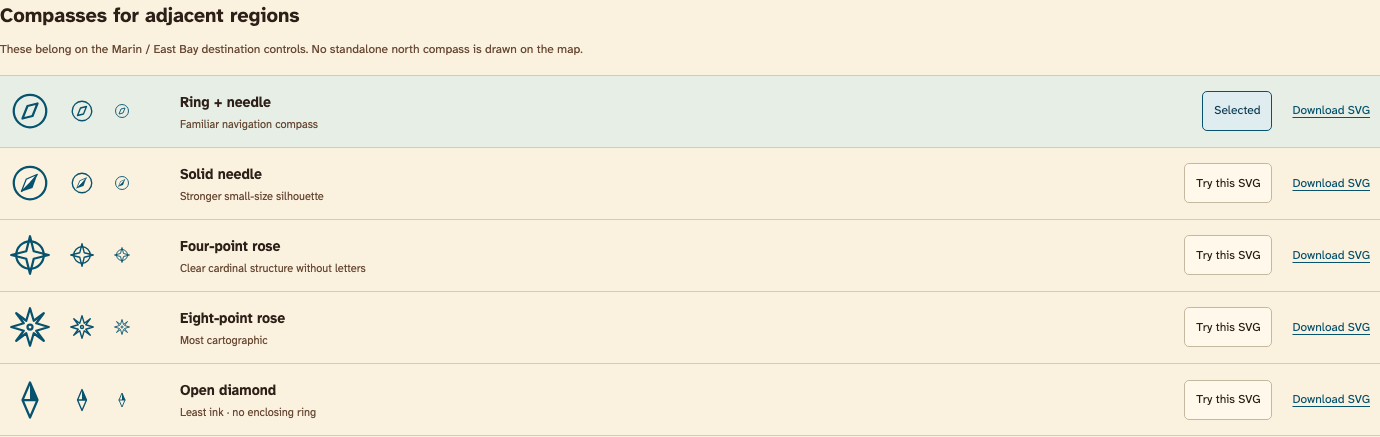 Compasses for adjacent regions
These belong on the Marin / East Bay destination controls. No standalone north compass is drawn on the map.
Ring + needle
Familiar navigation compass
Selected
Download SVG
Solid needle
Stronger small-size silhouette
Try this SVG
Download SVG
Four-point rose
Clear cardinal structure without letters
Try this SVG
Download SVG
Eight-point rose
Most cartographic
Try this SVG
Download SVG
Open diamond
Least ink · no enclosing ring
Try this SVG
Download SVG